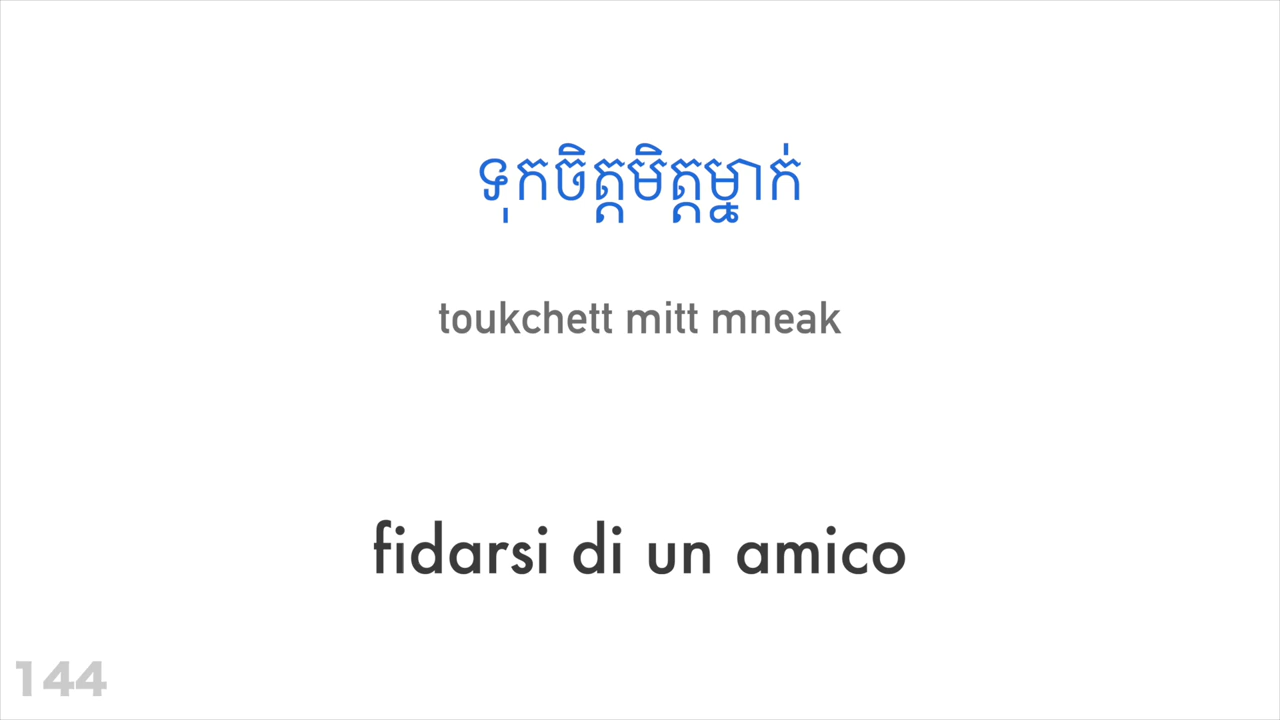 ទុកចិត្តមិត្តម្នាក់
toukchett mitt mneak
fidarsi di un amico
144